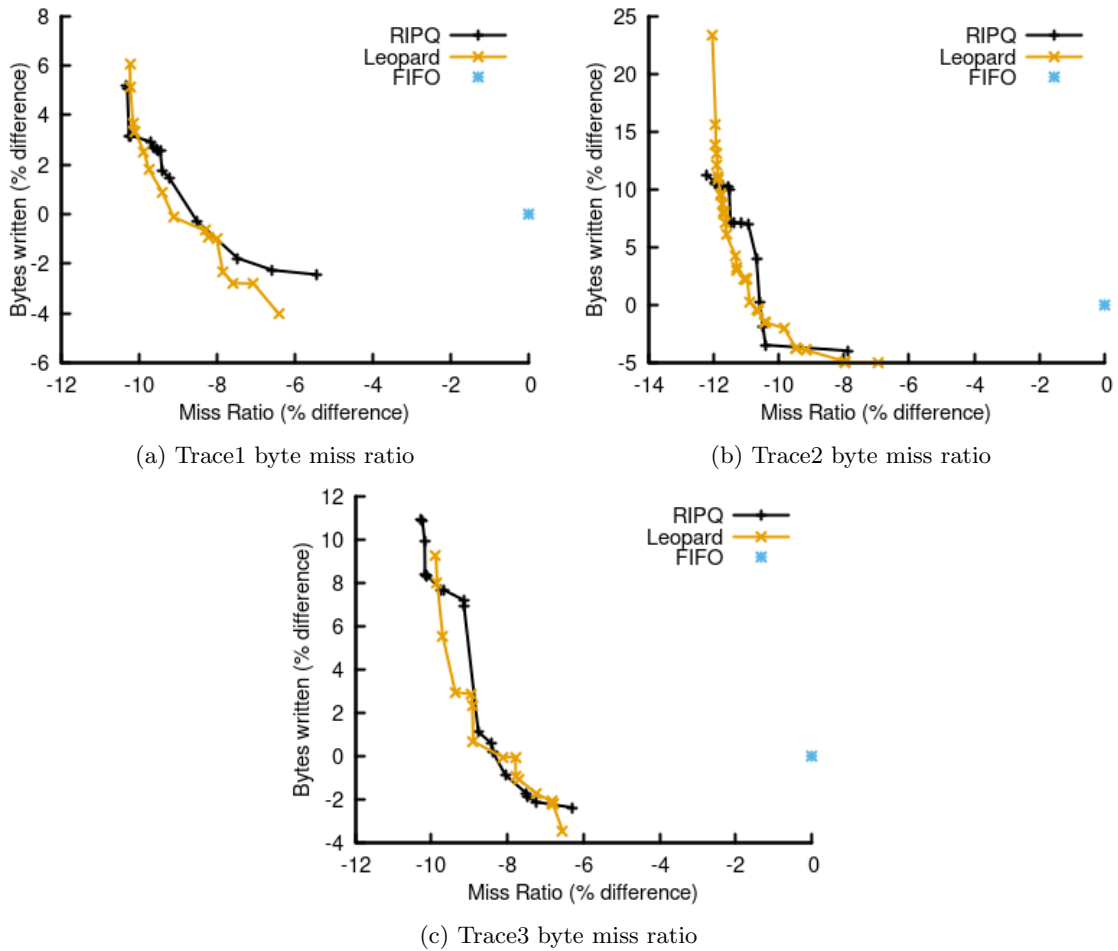 RIPQ
Leopard
FIFO
8
6
4
2
0
-2
-4
-6
Bytes written (% difference)
-12 -10 -8 -6 -4 -2 0
Miss Ratio (% difference)
(a) Trace1 byte miss ratio
RIPQ
Leopard
FIFO
25
20
15
10
5
0
-5
Bytes written (% difference)
-14 -12 -10 -8 -6 -4 -2 0
Miss Ratio (% difference)
(b) Trace2 byte miss ratio
RIPQ
Leopard
FIFO
12
10
8
6
4
2
0
-2
-4
Bytes written (% difference)
-12 -10 -8 -6 -4 -2 0
Miss Ratio (% difference)
(c) Trace3 byte miss ratio